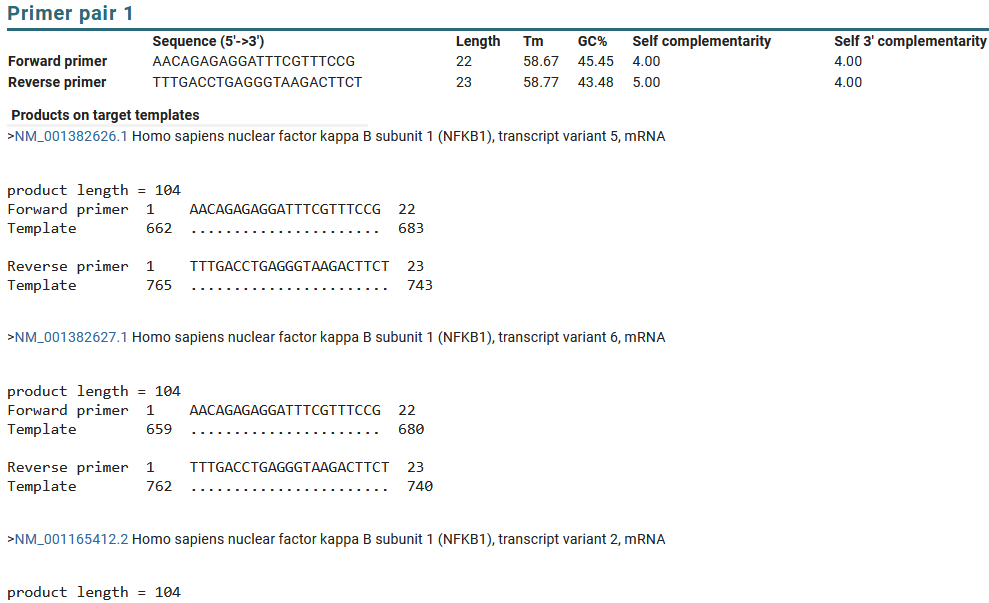 Primer pair 1
Sequence (5'->3') Length Tm GC% Self complementarity Self 3' complementarity
Forward primer AACAGAGAGGATTTCGTTTCCG 22 58.67 45.45 4.00 4.00
Reverse primer TTTGACCTGAGGGTAAGACTTCT 23 58.77 43.48 5.00 4.00
Products on target templates
>NM_001382626.1 Homo sapiens nuclear factor kappa B subunit 1 (NFKB1), transcript variant 5, mRNA
product length = 104
Forward primer 1 AACAGAGAGGATTTCGTTTCCG 22
Template 662 ...................... 683
Reverse primer 1 TTTGACCTGAGGGTAAGACTTCT 23
Template 765 ....................... 743
>NM_001382627.1 Homo sapiens nuclear factor kappa B subunit 1 (NFKB1), transcript variant 6, mRNA
product length = 104
Forward primer 1 AACAGAGAGGATTTCGTTTCCG 22
Template 659 ...................... 680
Reverse primer 1 TTTGACCTGAGGGTAAGACTTCT 23
Template 762 ....................... 740
>NM_001165412.2 Homo sapiens nuclear factor kappa B subunit 1 (NFKB1), transcript variant 2, mRNA
product length = 104